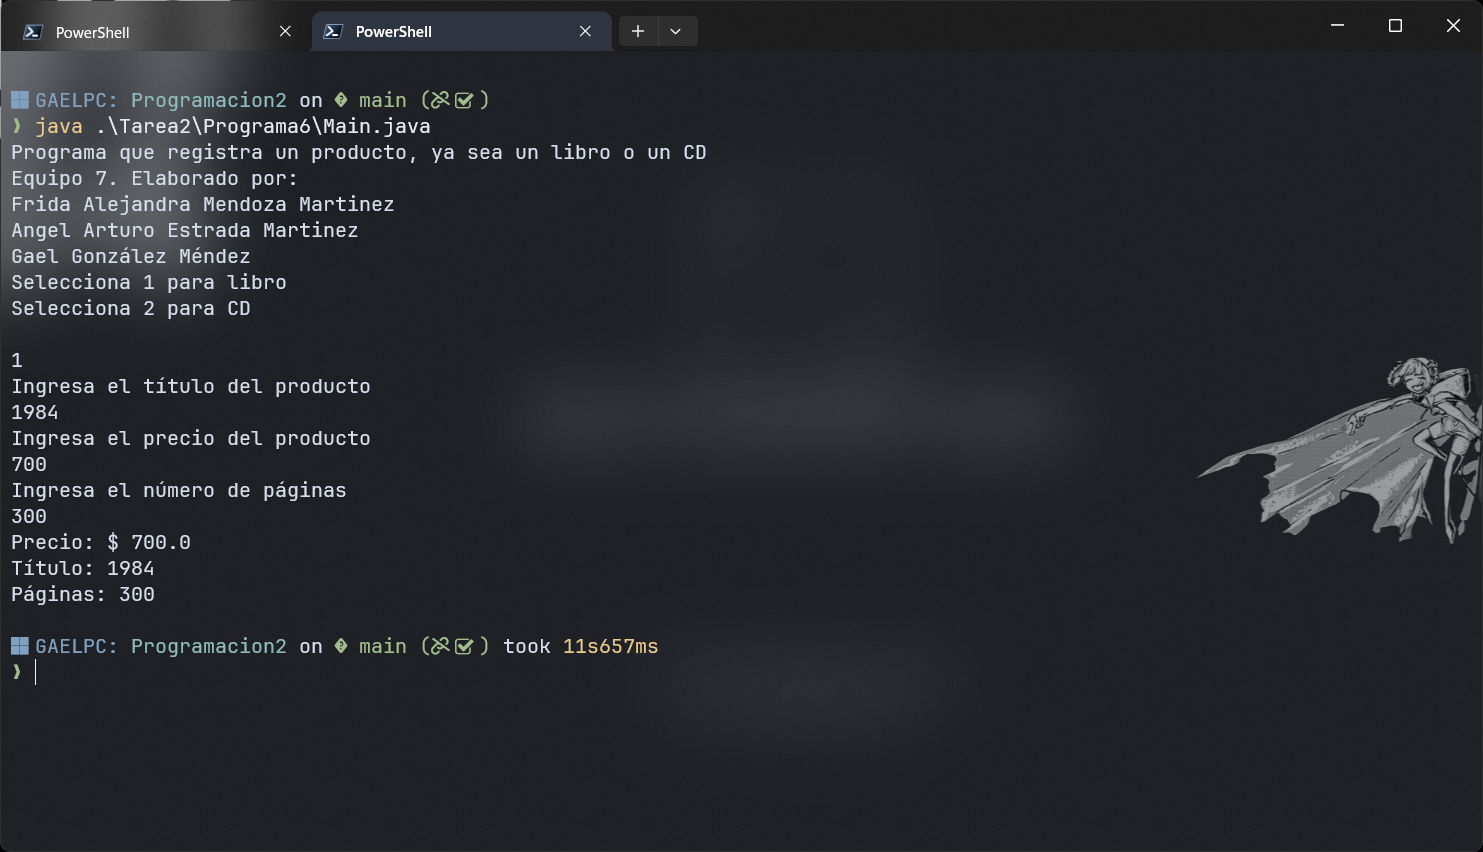 PowerShell
PowerShell
GAELPC: Programacion2 on main ( )
❯ java .\Tarea2\Programa6\Main.java
Programa que registra un producto, ya sea un libro o un CD
Equipo 7. Elaborado por:
Frida Alejandra Mendoza Martinez
Angel Arturo Estrada Martinez
Gael González Méndez
Selecciona 1 para libro
Selecciona 2 para CD
1
Ingresa el título del producto
1984
Ingresa el precio del producto
700
Ingresa el número de páginas
300
Precio: $ 700.0
Título: 1984
Páginas: 300
GAELPC: Programacion2 on main ( ) took 11s657ms
❯